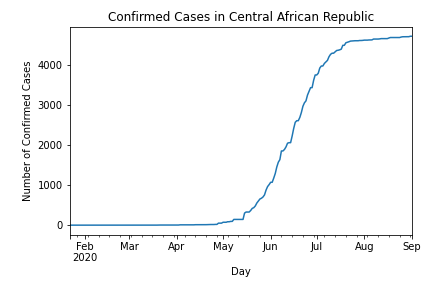 Confirmed Cases in Central African Republic
Number of Confirmed Cases
4000
3000
2000
1000
0
Feb Mar Apr May Jun Jul Aug Sep
2020
Day